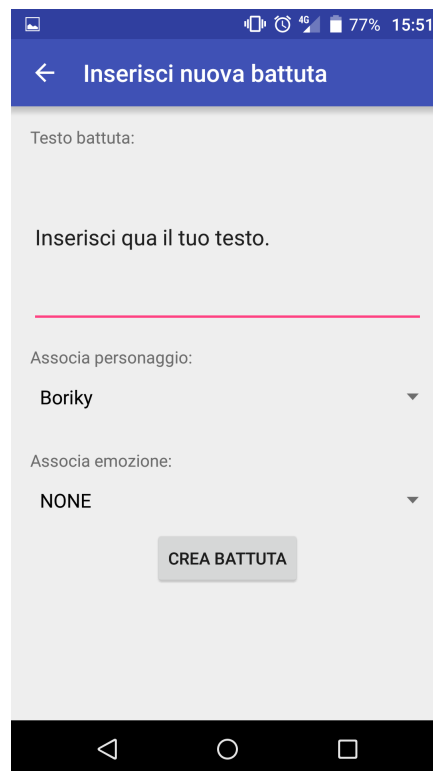 4G 77% 15:51
Inserisci nuova battuta
Testo battuta:
Inserisci qua il tuo testo.
Associa personaggio:
Boriky
Associa emozione:
NONE
CREA BATTUTA